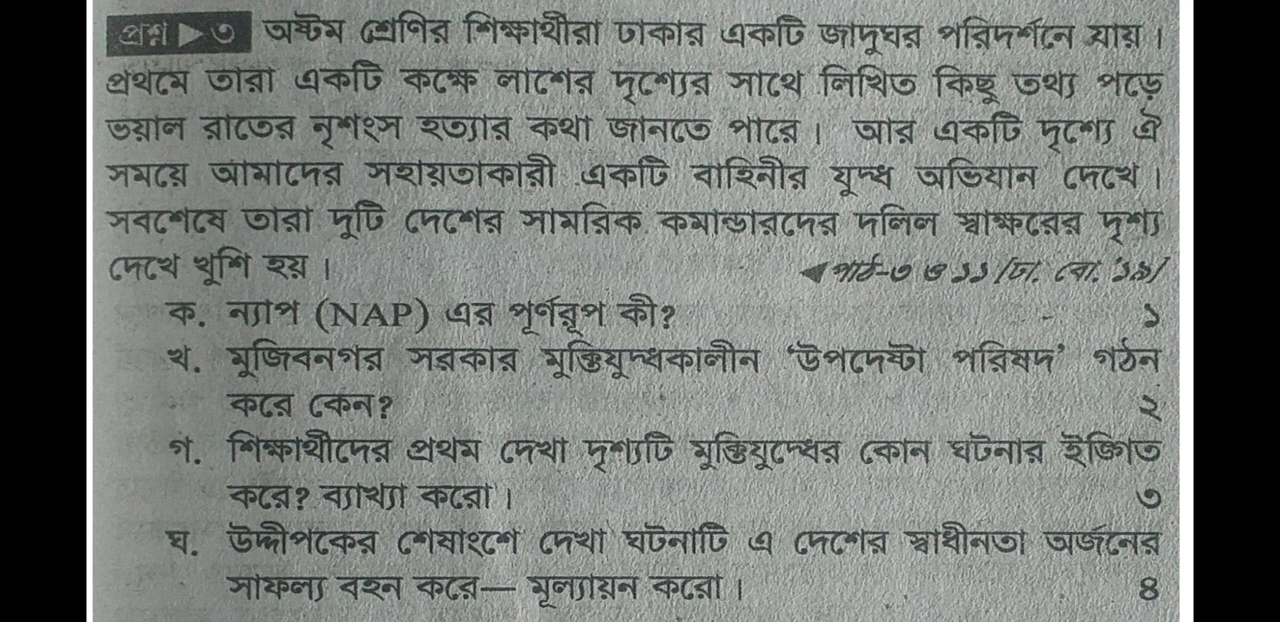 প্রশ্ন ▶ ৩ অষ্টম শ্রেণির শিক্ষার্থীরা ঢাকার একটি জাদুঘর পরিদর্শনে যায়।
প্রথমে তারা একটি কক্ষে লাশের দৃশ্যের সাথে লিখিত কিছু তথ্য পড়ে
ভয়াল রাতের নৃশংস হত্যার কথা জানতে পারে। আর একটি দৃশ্যে ঐ
সময়ে আমাদের সহায়তাকারী একটি বাহিনীর যুদ্ধ অভিযান দেখে।
সবশেষে তারা দুটি দেশের সামরিক কমান্ডারদের দলিল স্বাক্ষরের দৃশ্য
দেখে খুশি হয়। ◀ পাঠ-৩ ও ১১ /ঢা. বো. '১৯/
ক. ন্যাপ (NAP) এর পূর্ণরূপ কী? ১
খ. মুজিবনগর সরকার মুক্তিযুদ্ধকালীন ‘উপদেষ্টা পরিষদ’ গঠন
করে কেন? ২
গ. শিক্ষার্থীদের প্রথম দেখা দৃশ্যটি মুক্তিযুদ্ধের কোন ঘটনার ইঙ্গিত
করে? ব্যাখ্যা করো। ৩
ঘ. উদ্দীপকের শেষাংশে দেখা ঘটনাটি এ দেশের স্বাধীনতা অর্জনের
সাফল্য বহন করে— মূল্যায়ন করো। ৪